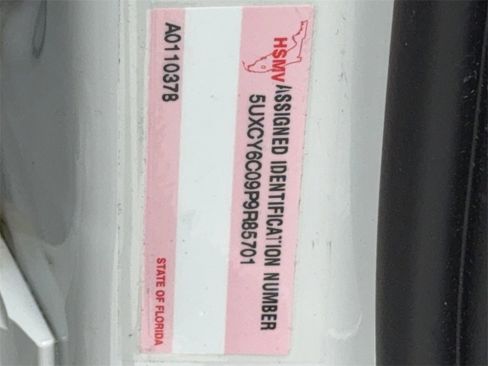 HSMV ASSIGNED IDENTIFICATION NUMBER
5UXCY6C09P9R85701
A0110378 STATE OF FLORIDA